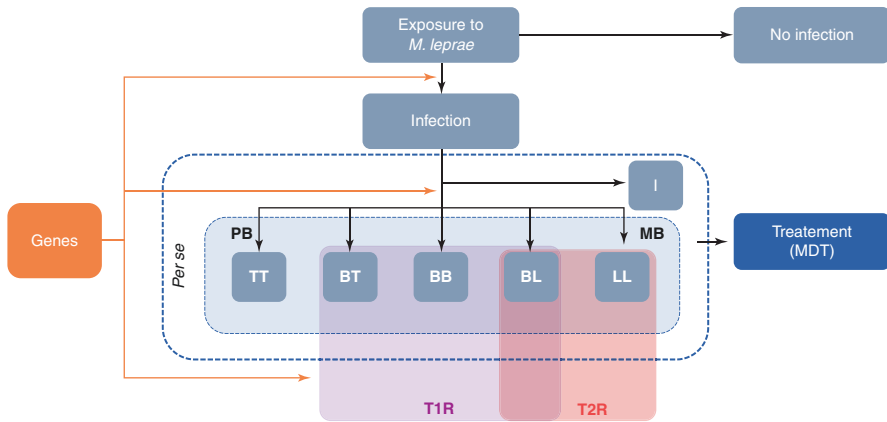 Exposure to
M. leprae
No infection
Infection
I
Genes
Per se
PB
MB
TT
BT
BB
BL
LL
Treatement
(MDT)
T1R
T2R